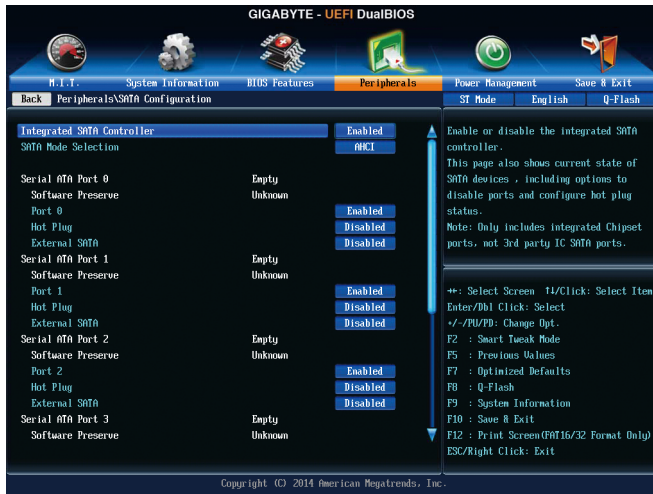 GIGABYTE - UEFI DualBIOS
M.I.T. System Information BIOS Features Peripherals Power Management Save & Exit
Back Peripherals\SATA Configuration ST Mode English Q-Flash
Integrated SATA Controller Enabled
SATA Mode Selection AHCI
Serial ATA Port 0 Empty
Software Preserve Unknown
Port 0 Enabled
Hot Plug Disabled
External SATA Disabled
Serial ATA Port 1 Empty
Software Preserve Unknown
Port 1 Enabled
Hot Plug Disabled
External SATA Disabled
Serial ATA Port 2 Empty
Software Preserve Unknown
Port 2 Enabled
Hot Plug Disabled
External SATA Disabled
Serial ATA Port 3 Empty
Software Preserve Unknown
Enable or disable the integrated SATA
controller.
This page also shows current state of
SATA devices , including options to
disable ports and configure hot plug
status.
Note: Only includes integrated Chipset
ports, not 3rd party IC SATA ports.
↔: Select Screen ↑↓/Click: Select Item
Enter/Dbl Click: Select
+/-/PU/PD: Change Opt.
F2 : Smart Tweak Mode
F5 : Previous Values
F7 : Optimized Defaults
F8 : Q-Flash
F9 : System Information
F10 : Save & Exit
F12 : Print Screen(FAT16/32 Format Only)
ESC/Right Click: Exit
Copyright (C) 2014 American Megatrends, Inc.